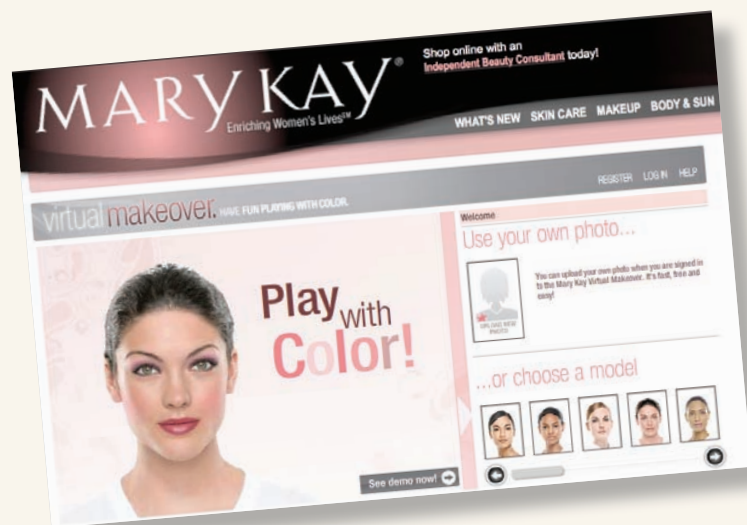 MARY KAY®
Enriching Women's Lives℠
Shop online with an
Independent Beauty Consultant today!
WHAT'S NEW SKIN CARE MAKEUP BODY & SUN
virtual makeover. HAVE FUN PLAYING WITH COLOR.
REGISTER LOG IN HELP
Play with
Color!
See demo now!
Welcome
Use your own photo...
You can upload your own photo when you are signed in
to the Mary Kay Virtual Makeover. It's fast, free and
easy!
UPLOAD NEW
PHOTO
...or choose a model